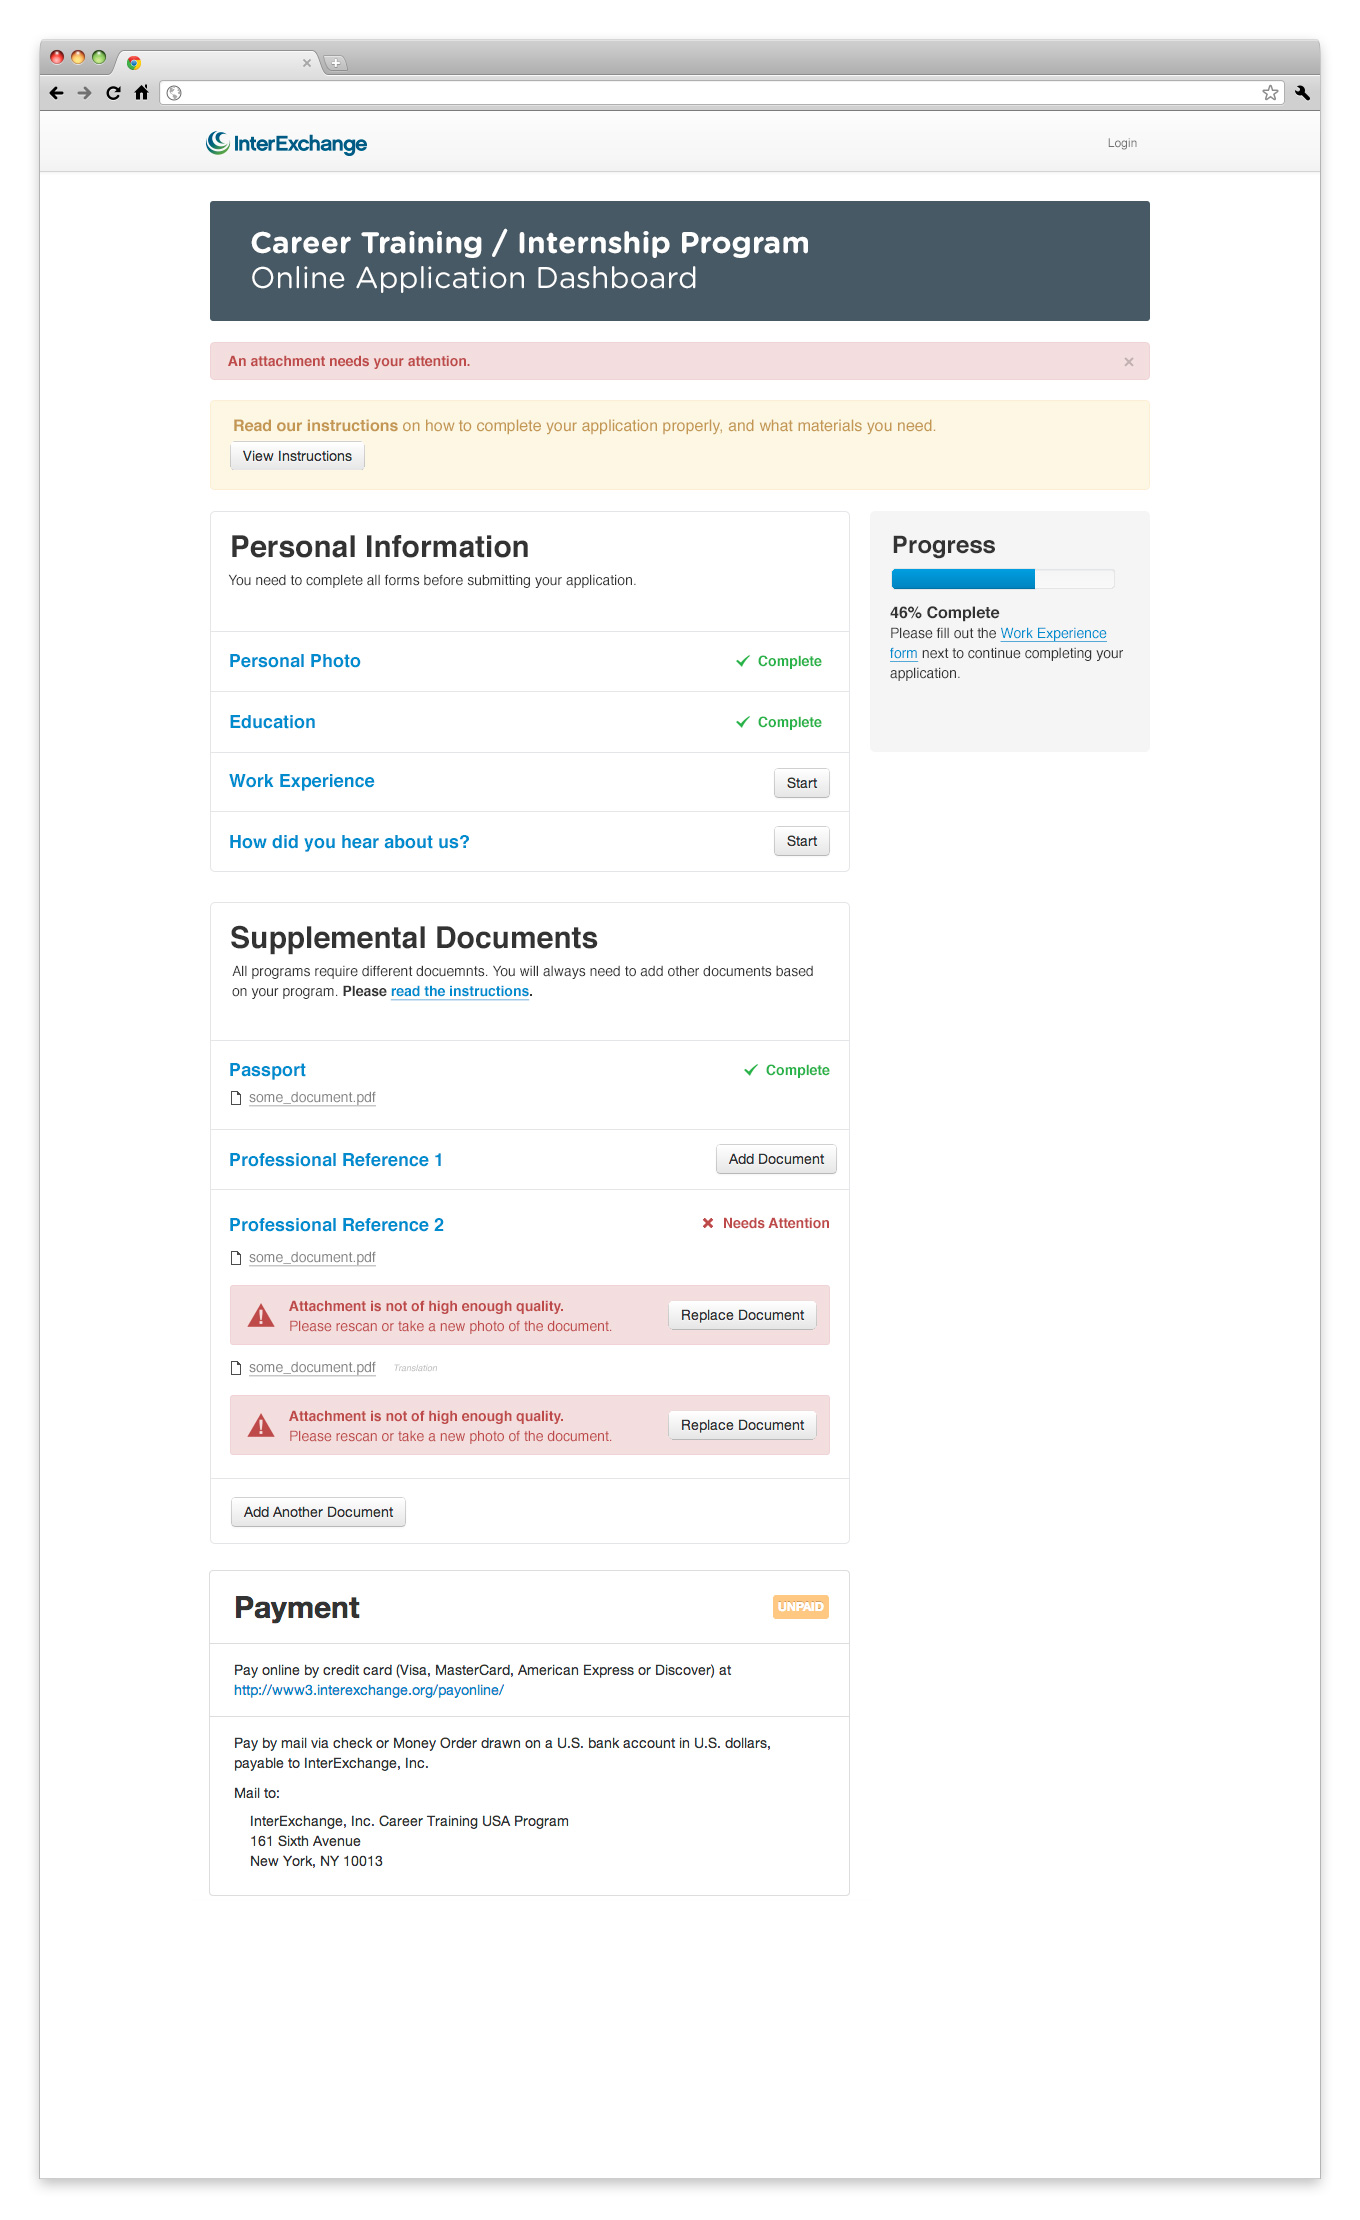 InterExchange
Login
Career Training / Internship Program
Online Application Dashboard
An attachment needs your attention.
Read our instructions on how to complete your application properly, and what materials you need.
View Instructions
Personal Information
You need to complete all forms before submitting your application.
Personal Photo
Complete
Education
Complete
Work Experience
Start
How did you hear about us?
Start
Progress
46% Complete
Please fill out the Work Experience
form next to continue completing your
application.
Supplemental Documents
All programs require different docuemnts. You will always need to add other documents based
on your program. Please read the instructions.
Passport
Complete
some_document.pdf
Professional Reference 1
Add Document
Professional Reference 2
Needs Attention
some_document.pdf
Attachment is not of high enough quality.
Please rescan or take a new photo of the document.
Replace Document
some_document.pdf Translation
Attachment is not of high enough quality.
Please rescan or take a new photo of the document.
Replace Document
Add Another Document
Payment
UNPAID
Pay online by credit card (Visa, MasterCard, American Express or Discover) at
http://www3.interexchange.org/payonline/
Pay by mail via check or Money Order drawn on a U.S. bank account in U.S. dollars,
payable to InterExchange, Inc.
Mail to:
InterExchange, Inc. Career Training USA Program
161 Sixth Avenue
New York, NY 10013